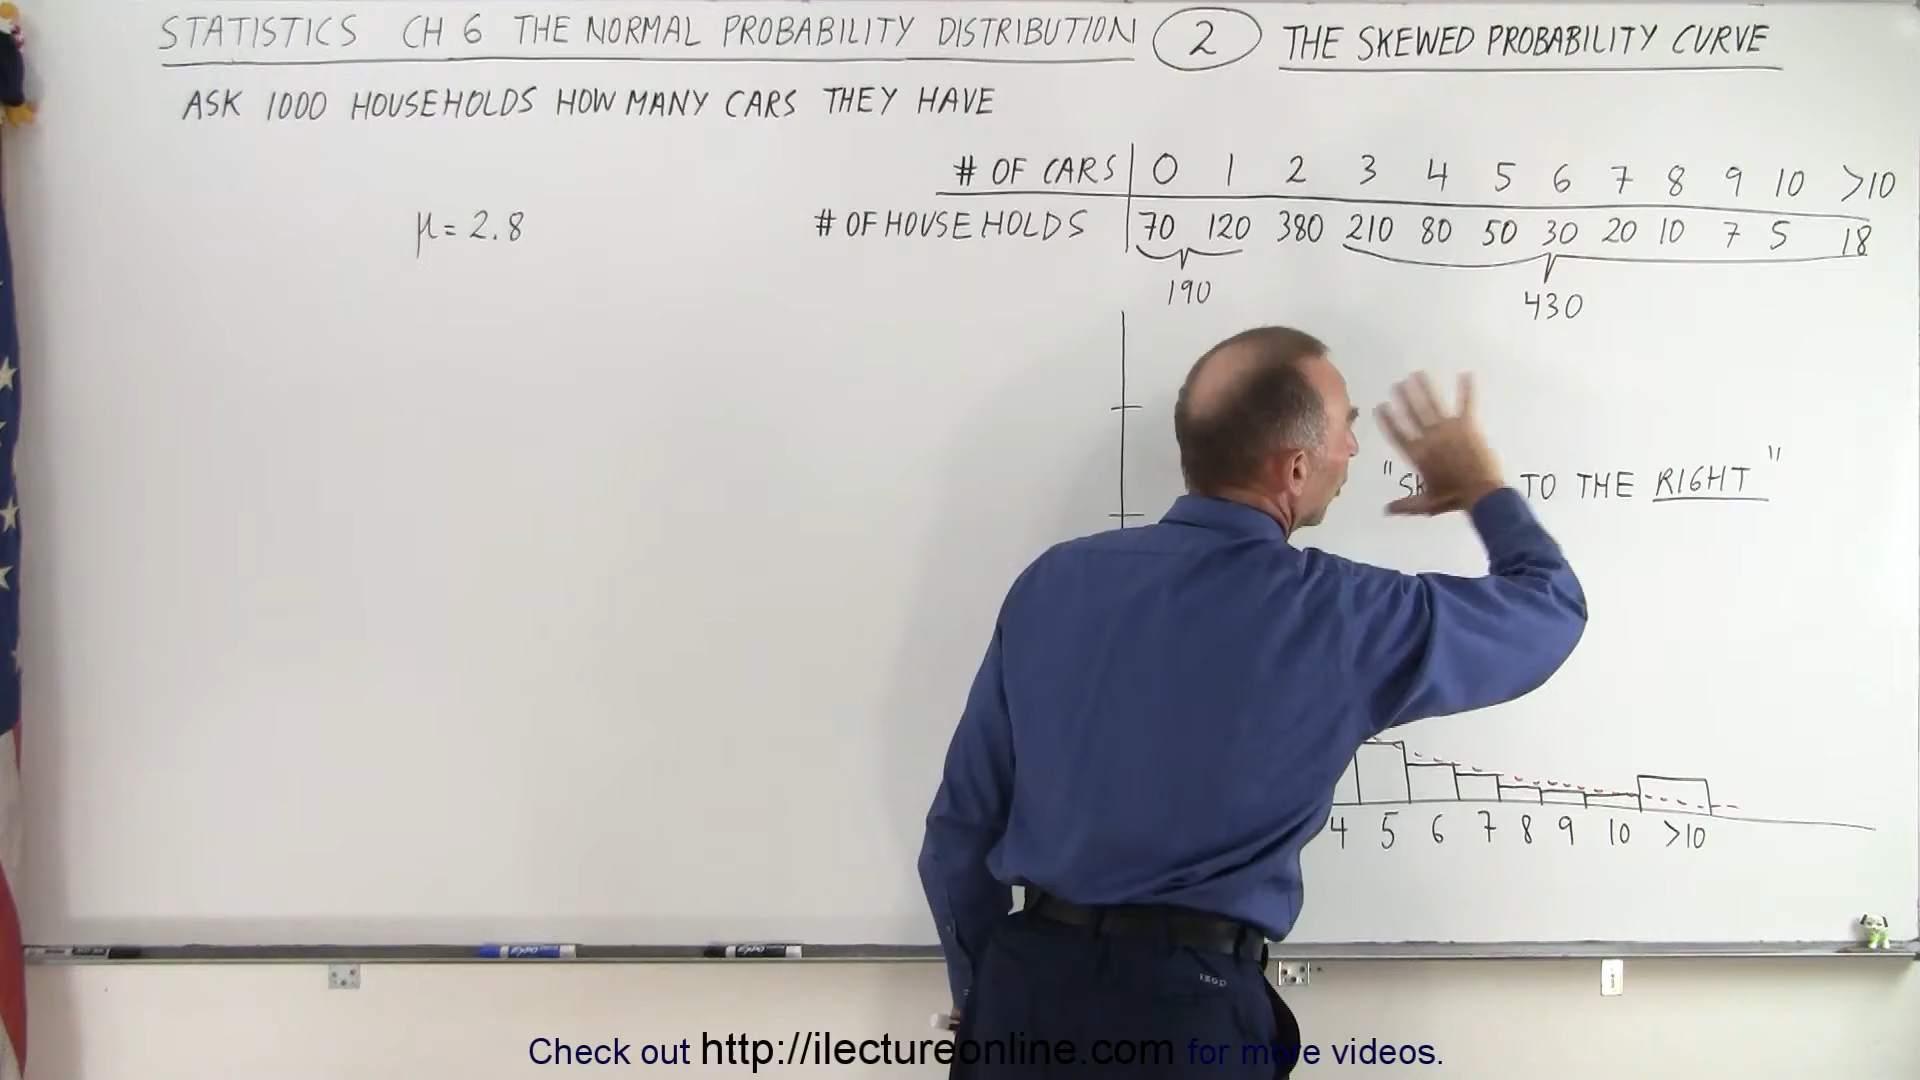 STATISTICS CH 6 THE NORMAL PROBABILITY DISTRIBUTION 2 THE SKEWED PROBABILITY CURVE
ASK 1000 HOUSEHOLDS HOW MANY CARS THEY HAVE
# OF CARS 0 1 2 3 4 5 6 7 8 9 10 >10
μ = 2.8
# OF HOUSEHOLDS 70 120 380 210 80 50 30 20 10 7 5 18
190
430
" TO THE RIGHT "
4 5 6 7 8 9 10 >10
IZOD
Check out http://ilectureonline.com for more videos.